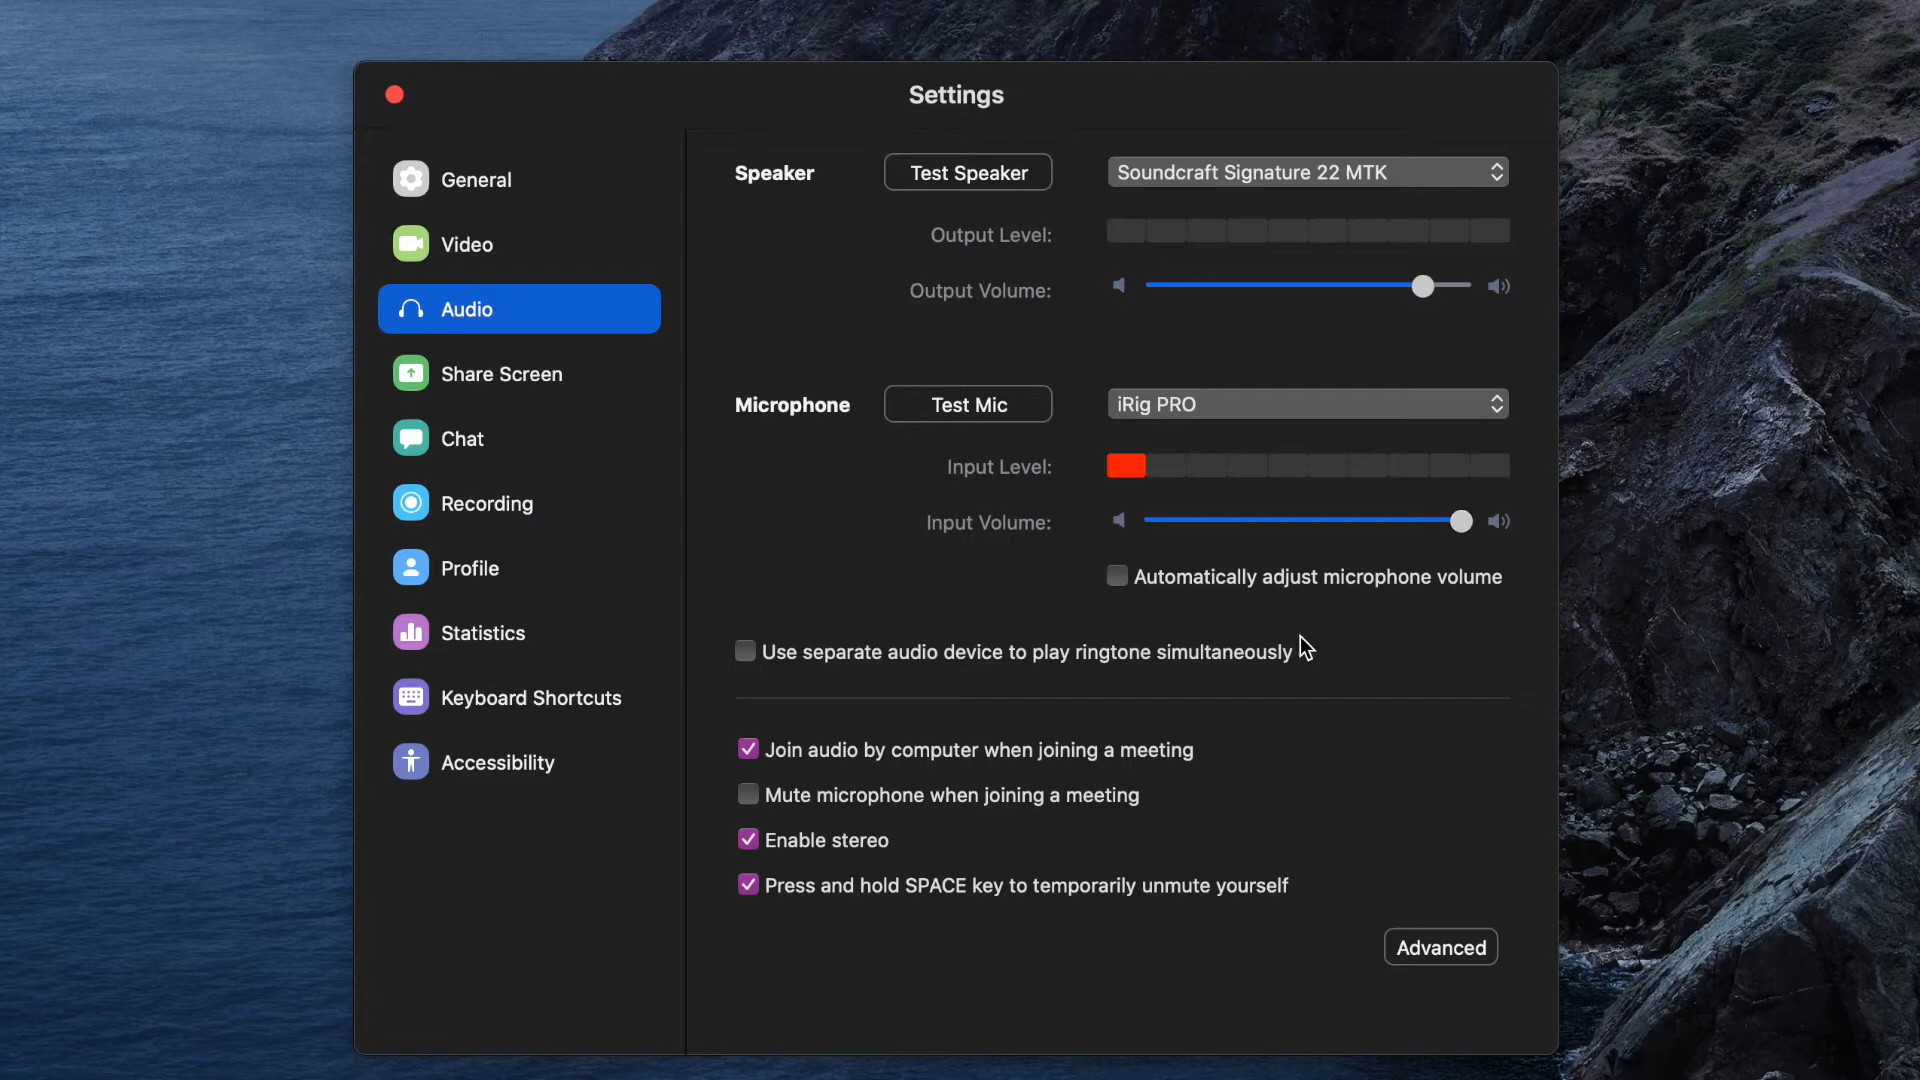 Settings
General
Video
Audio
Share Screen
Chat
Recording
Profile
Statistics
Keyboard Shortcuts
Accessibility
Speaker
Test Speaker
Soundcraft Signature 22 MTK
Output Level:
Output Volume:
Microphone
Test Mic
iRig PRO
Input Level:
Input Volume:
Automatically adjust microphone volume
Use separate audio device to play ringtone simultaneously
Join audio by computer when joining a meeting
Mute microphone when joining a meeting
Enable stereo
Press and hold SPACE key to temporarily unmute yourself
Advanced